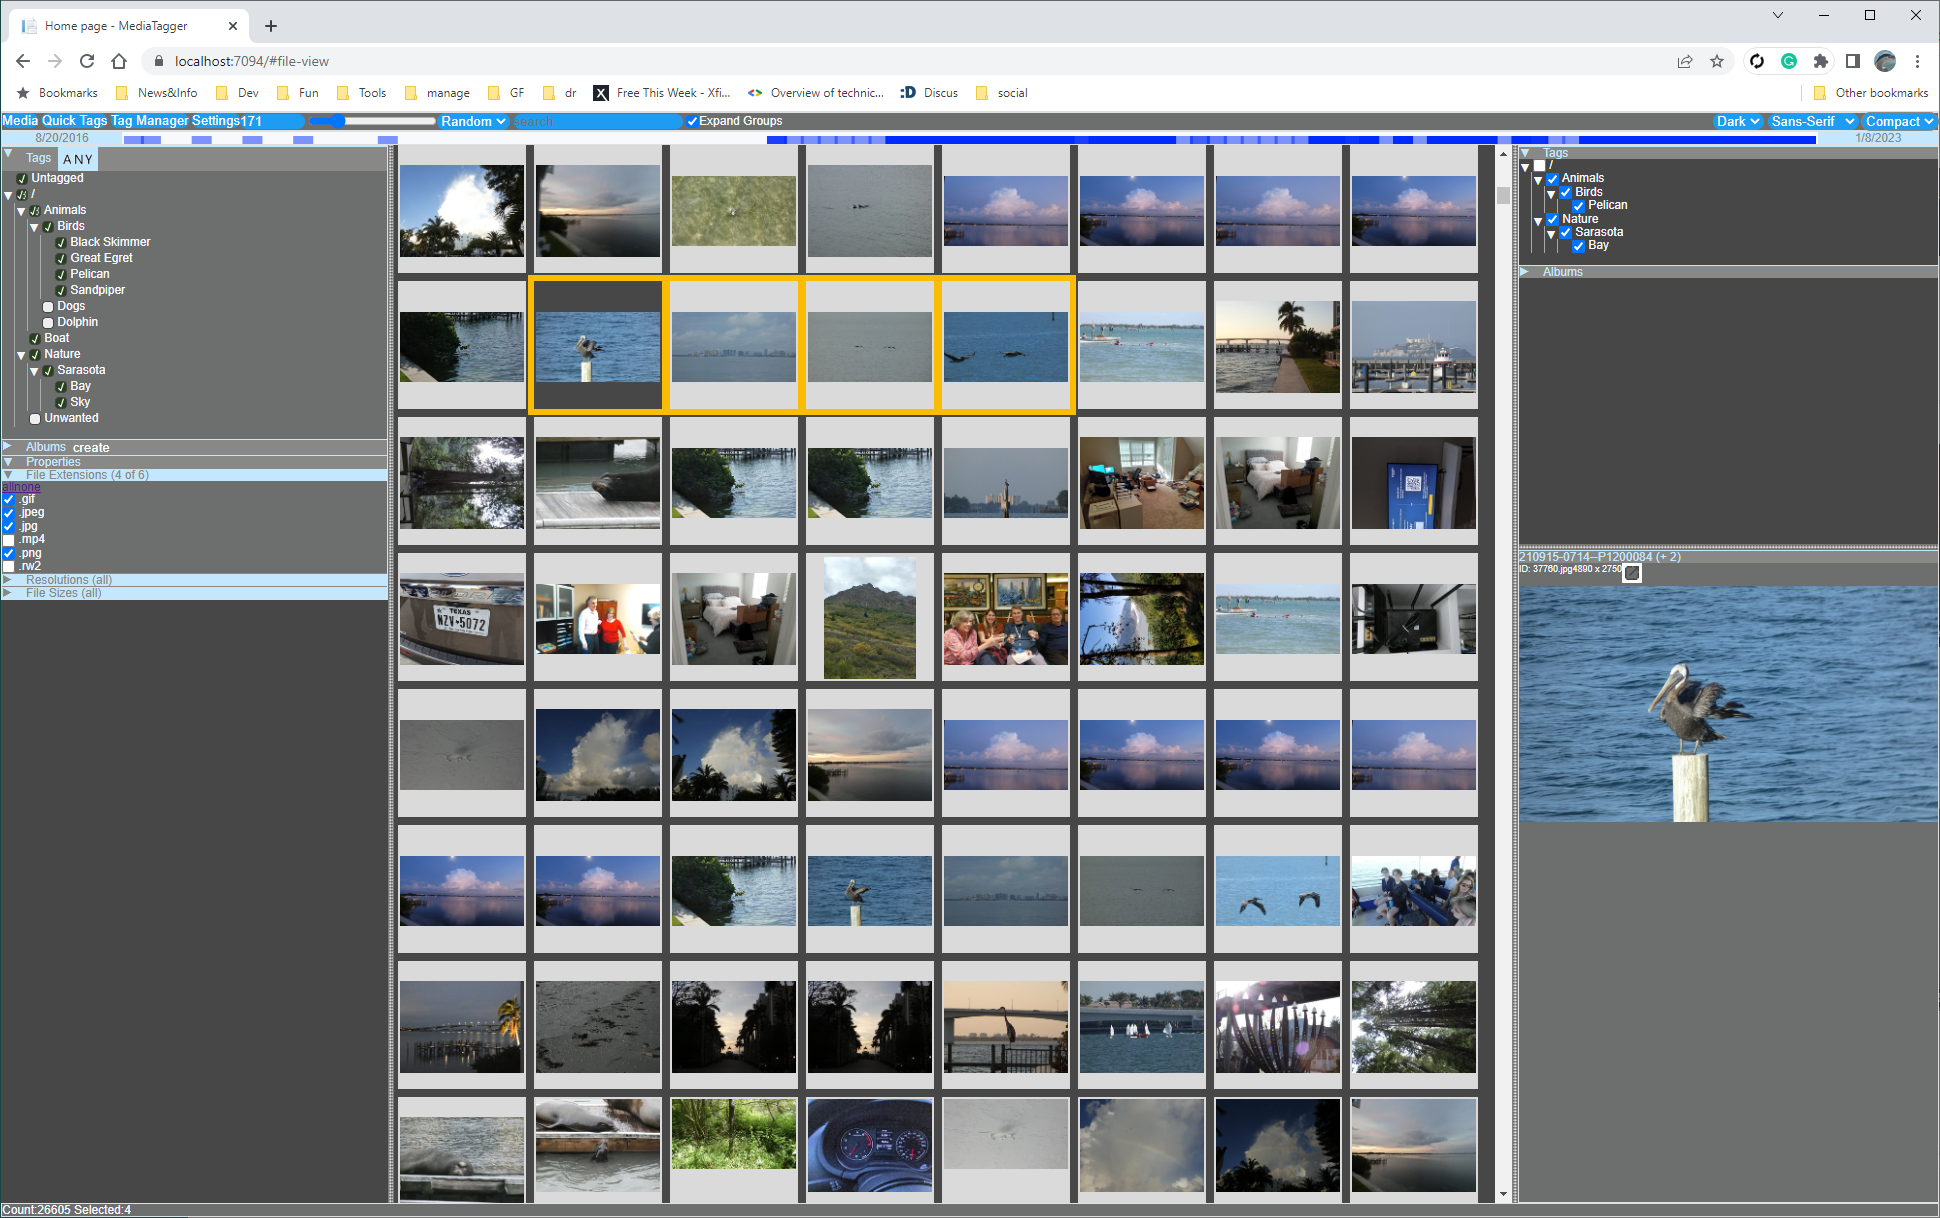 Home page - MediaTagger
localhost:7094/#file-view
Bookmarks News&Info Dev Fun Tools manage GF dr X Free This Week - Xfi... Overview of technic... :D Discus social Other bookmarks
Media Quick Tags Tag Manager Settings 171 Random search Expand Groups Dark Sans-Serif Compact
8/20/2016 1/8/2023
Tags ANY
Untagged
/
Animals
Birds
Black Skimmer
Great Egret
Pelican
Sandpiper
Dogs
Dolphin
Boat
Nature
Sarasota
Bay
Sky
Unwanted
Albums create
Properties
File Extensions (4 of 6)
allnone
.gif
.jpeg
.jpg
.mp4
.png
.rw2
Resolutions (all)
File Sizes (all)
TEXAS
NZV-5072
Tags
/
Animals
Birds
Pelican
Nature
Sarasota
Bay
Albums
210915-0714--P1200084 (+ 2)
ID: 37760.jpg4890 x 2750
Count:26605 Selected:4